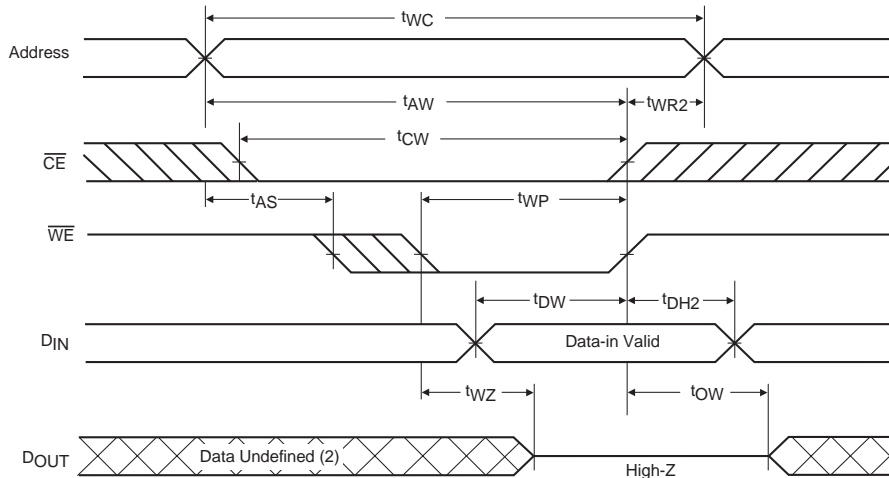 tWC
Address
tAW
tWR2
tCW
CE
tAS
tWP
WE
tDW
tDH2
DIN
Data-in Valid
tWZ
tOW
DOUT
Data Undefined (2)
High-Z